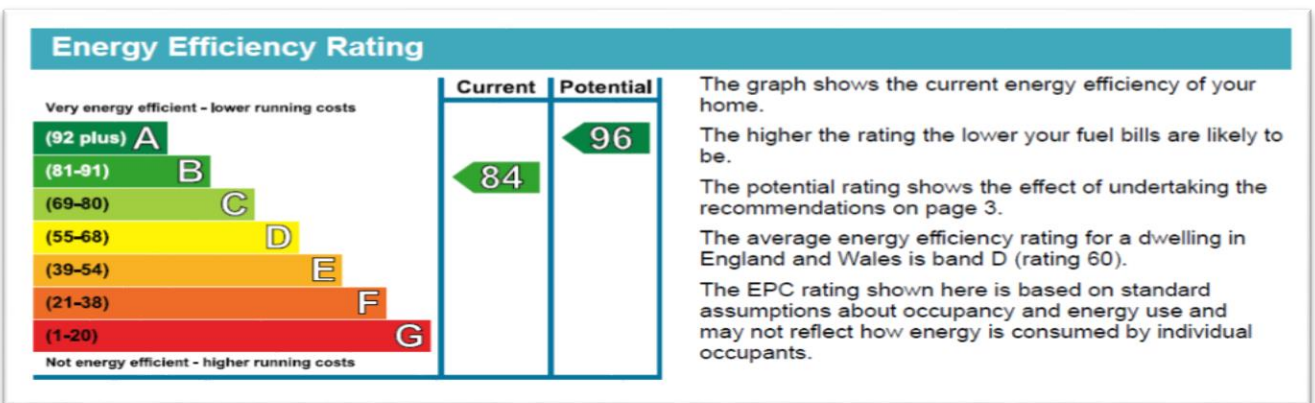 Energy Efficiency Rating
Current Potential
Very energy efficient - lower running costs
(92 plus) A
96
(81-91) B
84
(69-80) C
(55-68) D
(39-54) E
(21-38) F
(1-20) G
Not energy efficient - higher running costs
The graph shows the current energy efficiency of your
home.
The higher the rating the lower your fuel bills are likely to
be.
The potential rating shows the effect of undertaking the
recommendations on page 3.
The average energy efficiency rating for a dwelling in
England and Wales is band D (rating 60).
The EPC rating shown here is based on standard
assumptions about occupancy and energy use and
may not reflect how energy is consumed by individual
occupants.